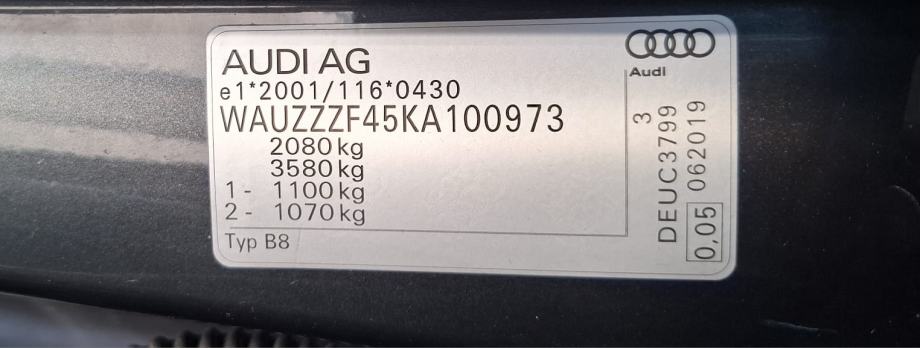 AUDI AG
e1*2001/116*0430
WAUZZZF45KA100973
2080 kg
3580 kg
1 - 1100 kg
2 - 1070 kg
Typ B8
Audi
3
DEUC3799
0,05 062019